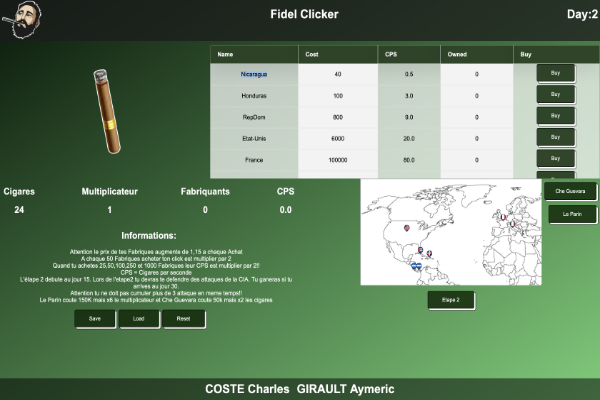 Fidel Clicker
Day:2
Name Cost CPS Owned Buy
Nicaragua 40 0.5 0 Buy
Honduras 100 3.0 0 Buy
RepDom 800 9.0 0 Buy
Etat-Unis 6000 20.0 0 Buy
France 100000 80.0 0 Buy
Cigares Multiplicateur Fabriquants CPS
24 1 0 0.0
Che Guevara
Le Parin
Informations:
Attention le prix de tes Fabriques augmente de 1,15 a chaque Achat
A chaque 50 Fabriques acheter ton click est multiplier par 2
Quand tu achetes 25,50,100,250 et 1000 Fabriques leur CPS est multiplier par 2!!
CPS = Cigares par seconde
L'étape 2 debute au jour 15. Lors de l'etape2 tu devras te defendre des attaques de la CIA. Tu ganeras si tu
arrives au jour 30.
Attention tu ne doit pas cumuler plus de 3 attaque en meme temps!!
Le Parin coute 150K mais x6 le multiplicateur et Che Guevara coute 50k mais x2 les cigares
Etape 2
Save Load Reset
COSTE Charles GIRAULT Aymeric